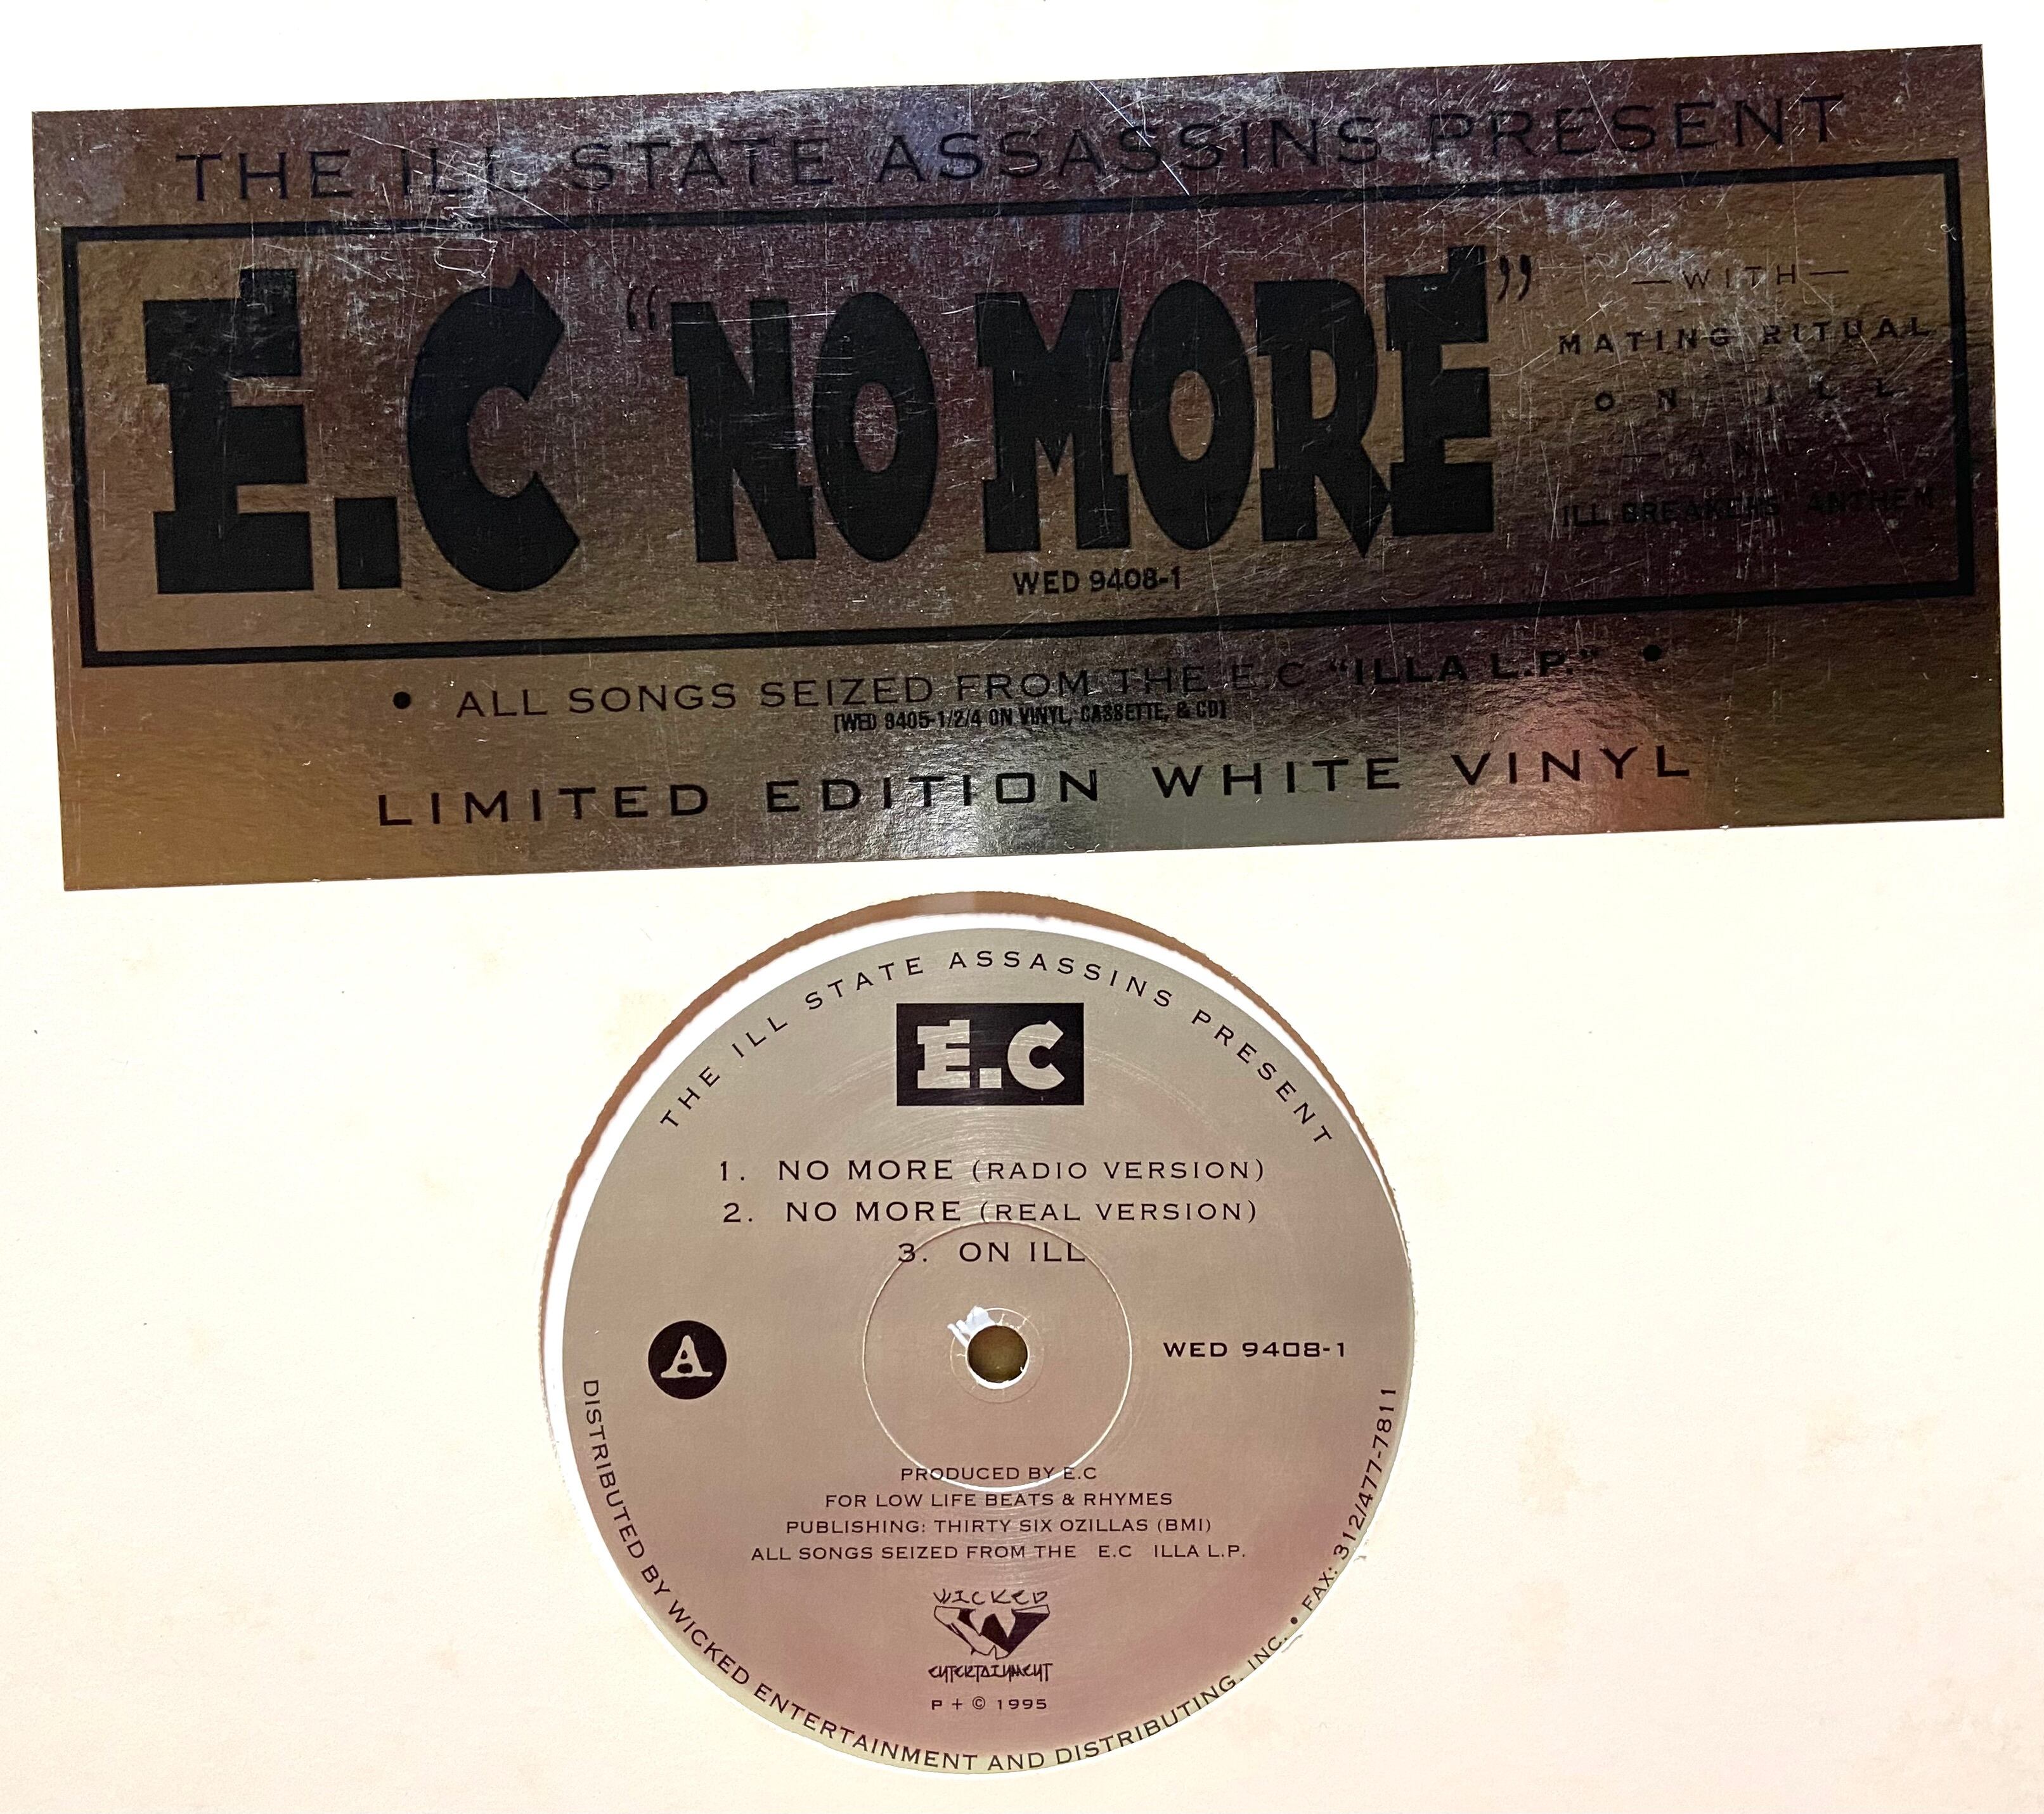 THE ILL STATE ASSASSINS PRESENT
E.C "NO MORE"
WED 9408-1
—WITH—
MATING RITUAL
ON ILL
—AND—
ILL BREAKERS' ANTHEM
• ALL SONGS SEIZED FROM THE E.C "ILLA L.P." •
[WED 9405-1/2/4 ON VINYL, CASSETTE, & CD]
LIMITED EDITION WHITE VINYL
THE ILL STATE ASSASSINS PRESENT
E.C
1. NO MORE (RADIO VERSION)
2. NO MORE (REAL VERSION)
3. ON ILL
A
WED 9408-1
PRODUCED BY E.C
FOR LOW LIFE BEATS & RHYMES
PUBLISHING: THIRTY SIX OZILLAS (BMI)
ALL SONGS SEIZED FROM THE E.C ILLA L.P.
WICKED
ENTERTAINMENT
P + © 1995
DISTRIBUTED BY WICKED ENTERTAINMENT AND DISTRIBUTING, INC. • FAX: 312/477-7811